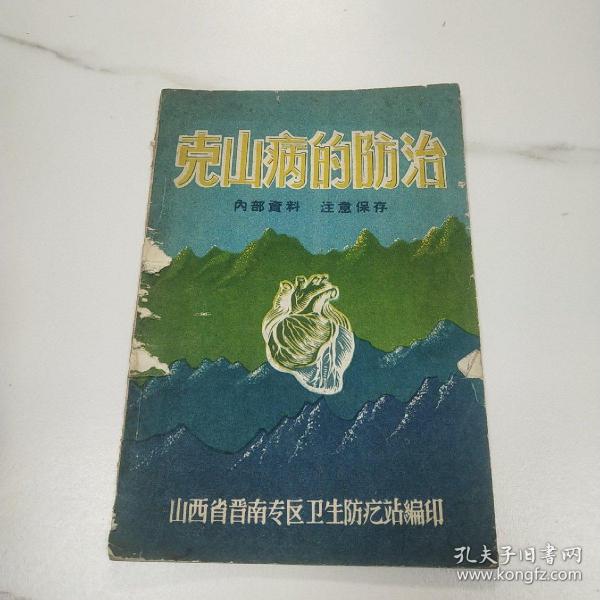 克山病的防治
內部資料 注意保存
山西省晋南专区卫生防疫站編印
孔夫子旧书网
www.kongfz.com